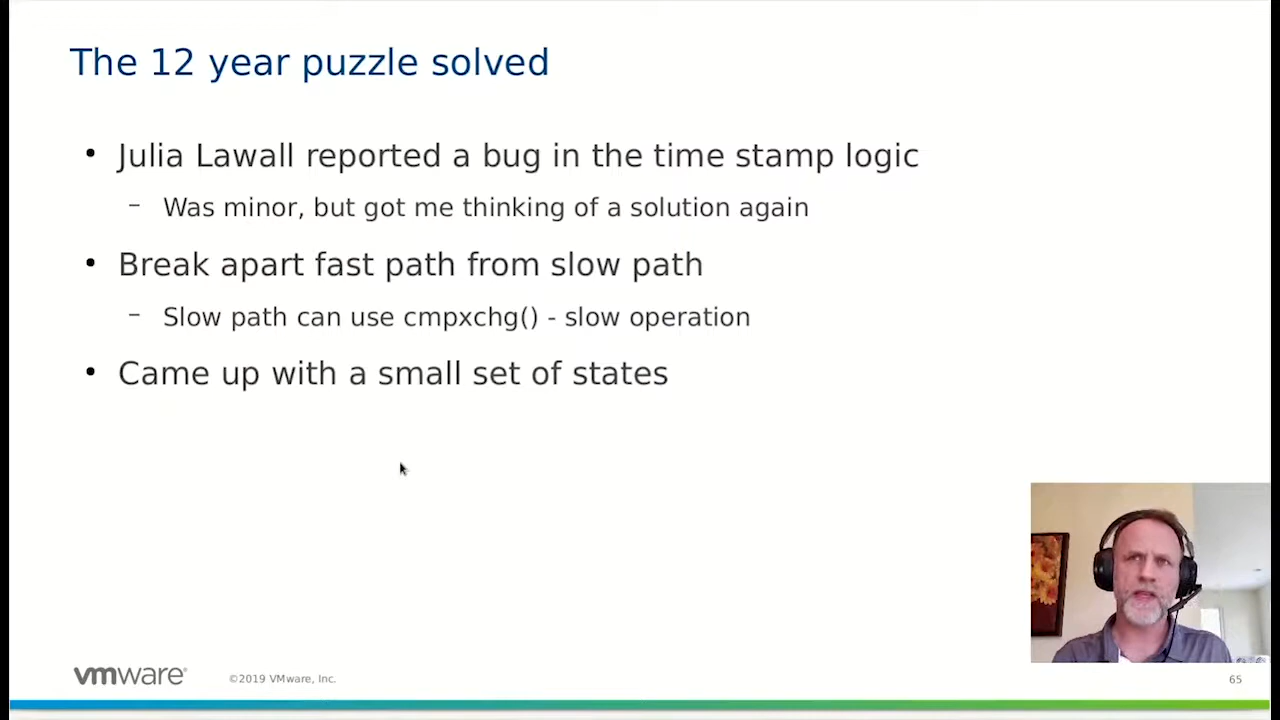 The 12 year puzzle solved
• Julia Lawall reported a bug in the time stamp logic
– Was minor, but got me thinking of a solution again
• Break apart fast path from slow path
– Slow path can use cmpxchg() - slow operation
• Came up with a small set of states
vmware®
©2019 VMware, Inc.
65